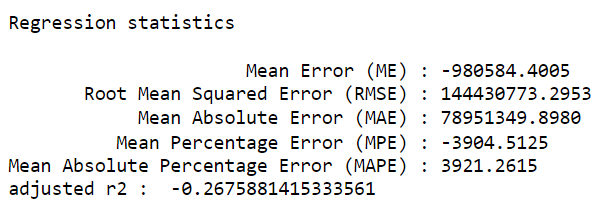 Regression statistics
Mean Error (ME) : -980584.4005
Root Mean Squared Error (RMSE) : 144430773.2953
Mean Absolute Error (MAE) : 78951349.8980
Mean Percentage Error (MPE) : -3904.5125
Mean Absolute Percentage Error (MAPE) : 3921.2615
adjusted r2 :  -0.2675881415333561